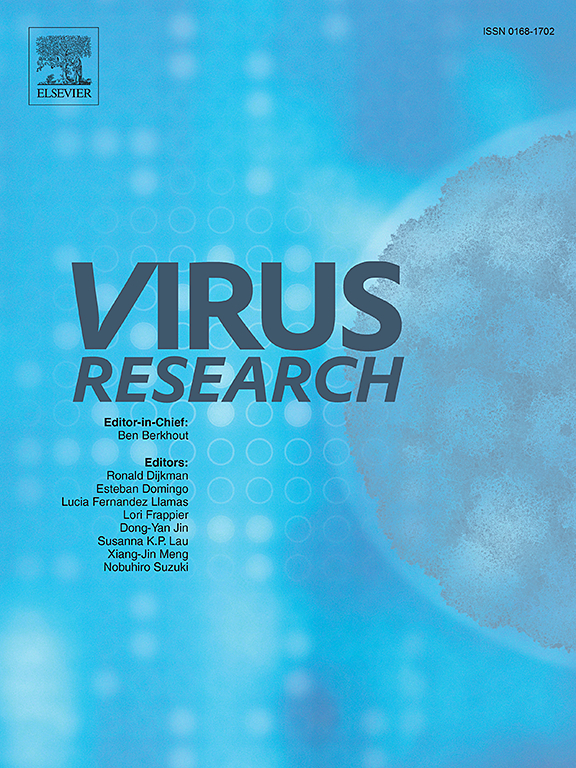 ISSN 0168-1702
ELSEVIER
VIRUS
RESEARCH
Editor-in-Chief:
Ben Berkhout
Editors:
Ronald Dijkman
Esteban Domingo
Lucia Fernandez Llamas
Lori Frappier
Dong-Yan Jin
Susanna K.P. Lau
Xiang-Jin Meng
Nobuhiro Suzuki